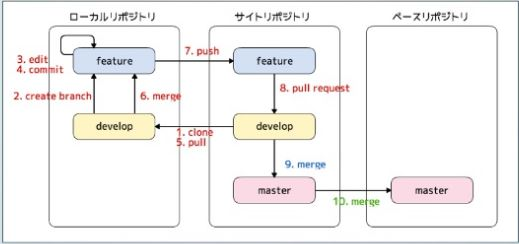 ローカルリポジトリ
サイトリポジトリ
ベースリポジトリ
3. edit
4. commit
feature
7. push
feature
2. create branch
6. merge
8. pull request
develop
1. clone
5. pull
develop
9. merge
master
10. merge
master